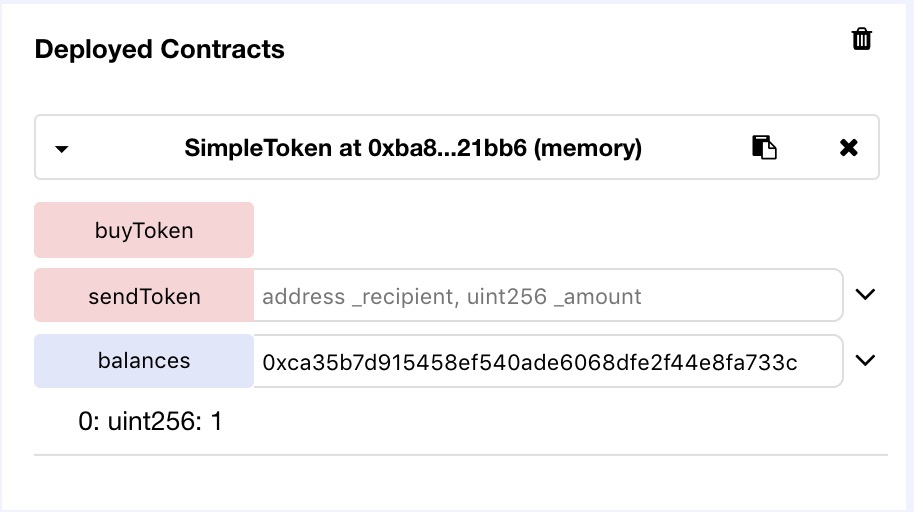 Deployed Contracts
SimpleToken at 0xba8...21bb6 (memory)
buyToken
sendToken address _recipient, uint256 _amount
balances 0xca35b7d915458ef540ade6068dfe2f44e8fa733c
0: uint256: 1